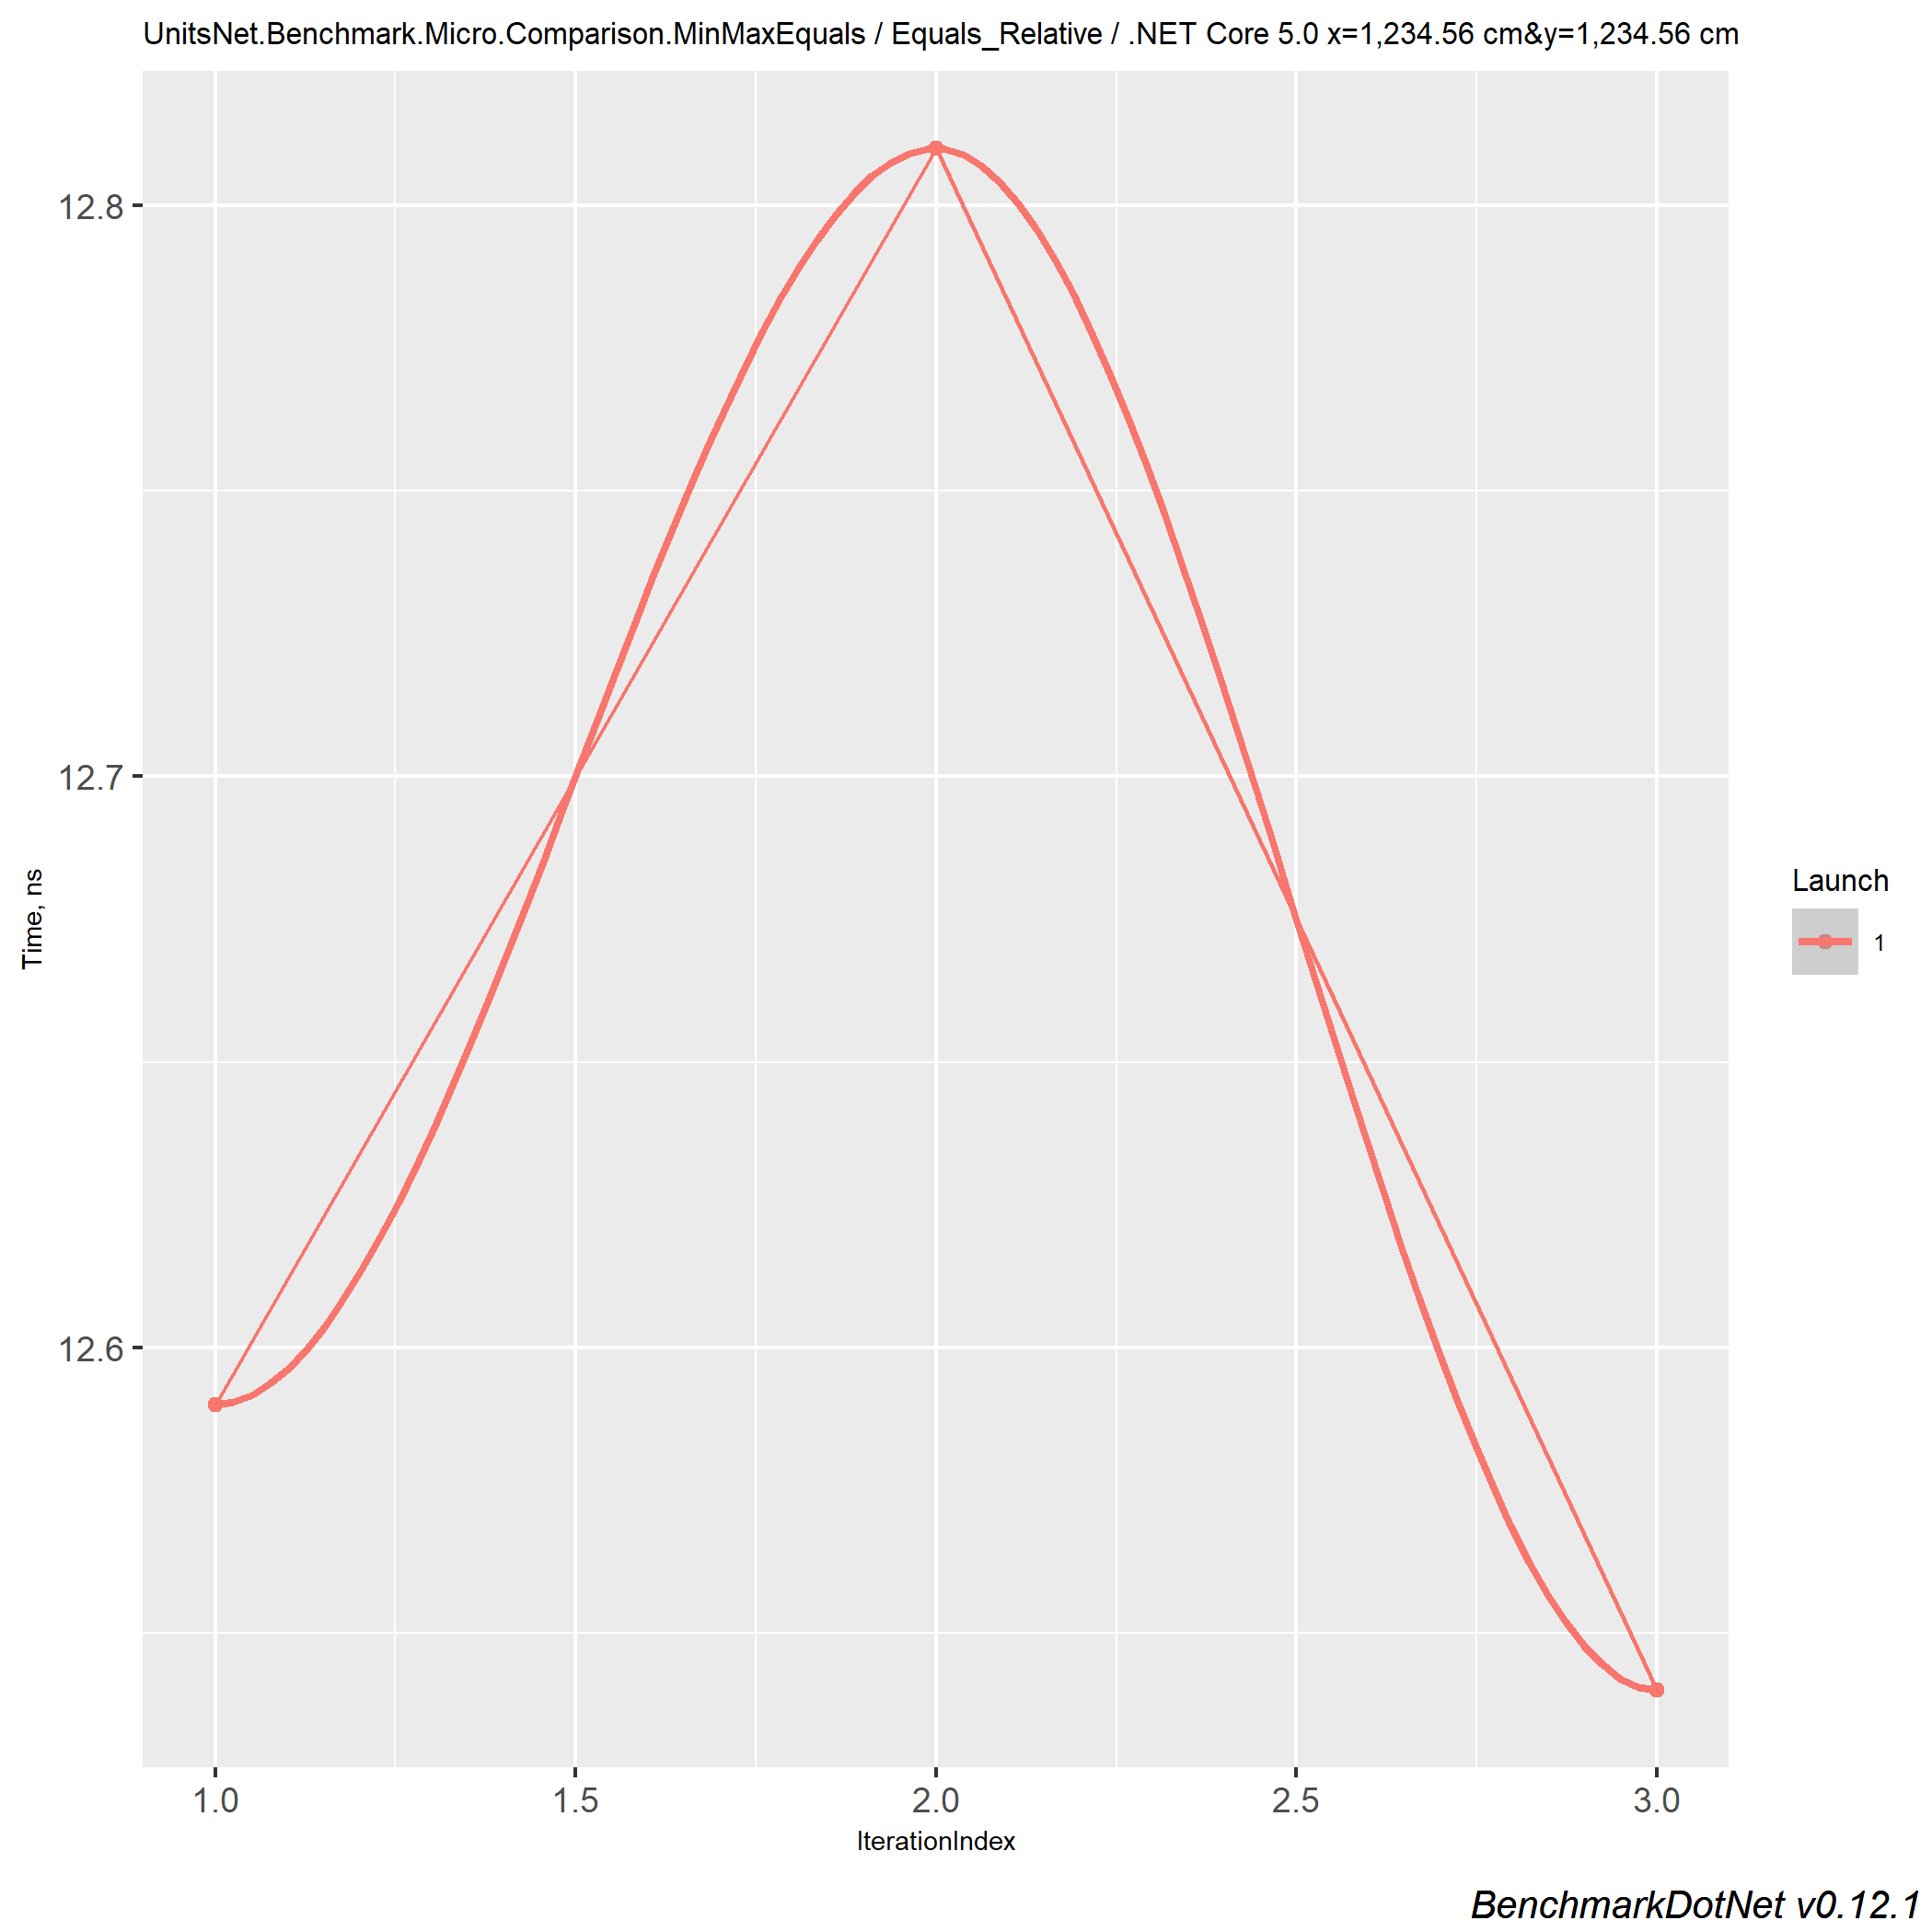 UnitsNet.Benchmark.Micro.Comparison.MinMaxEquals / Equals_Relative / .NET Core 5.0 x=1,234.56 cm&y=1,234.56 cm
12.8
12.7
12.6
Time, ns
1.0 1.5 2.0 2.5 3.0
IterationIndex
Launch
1
BenchmarkDotNet v0.12.1